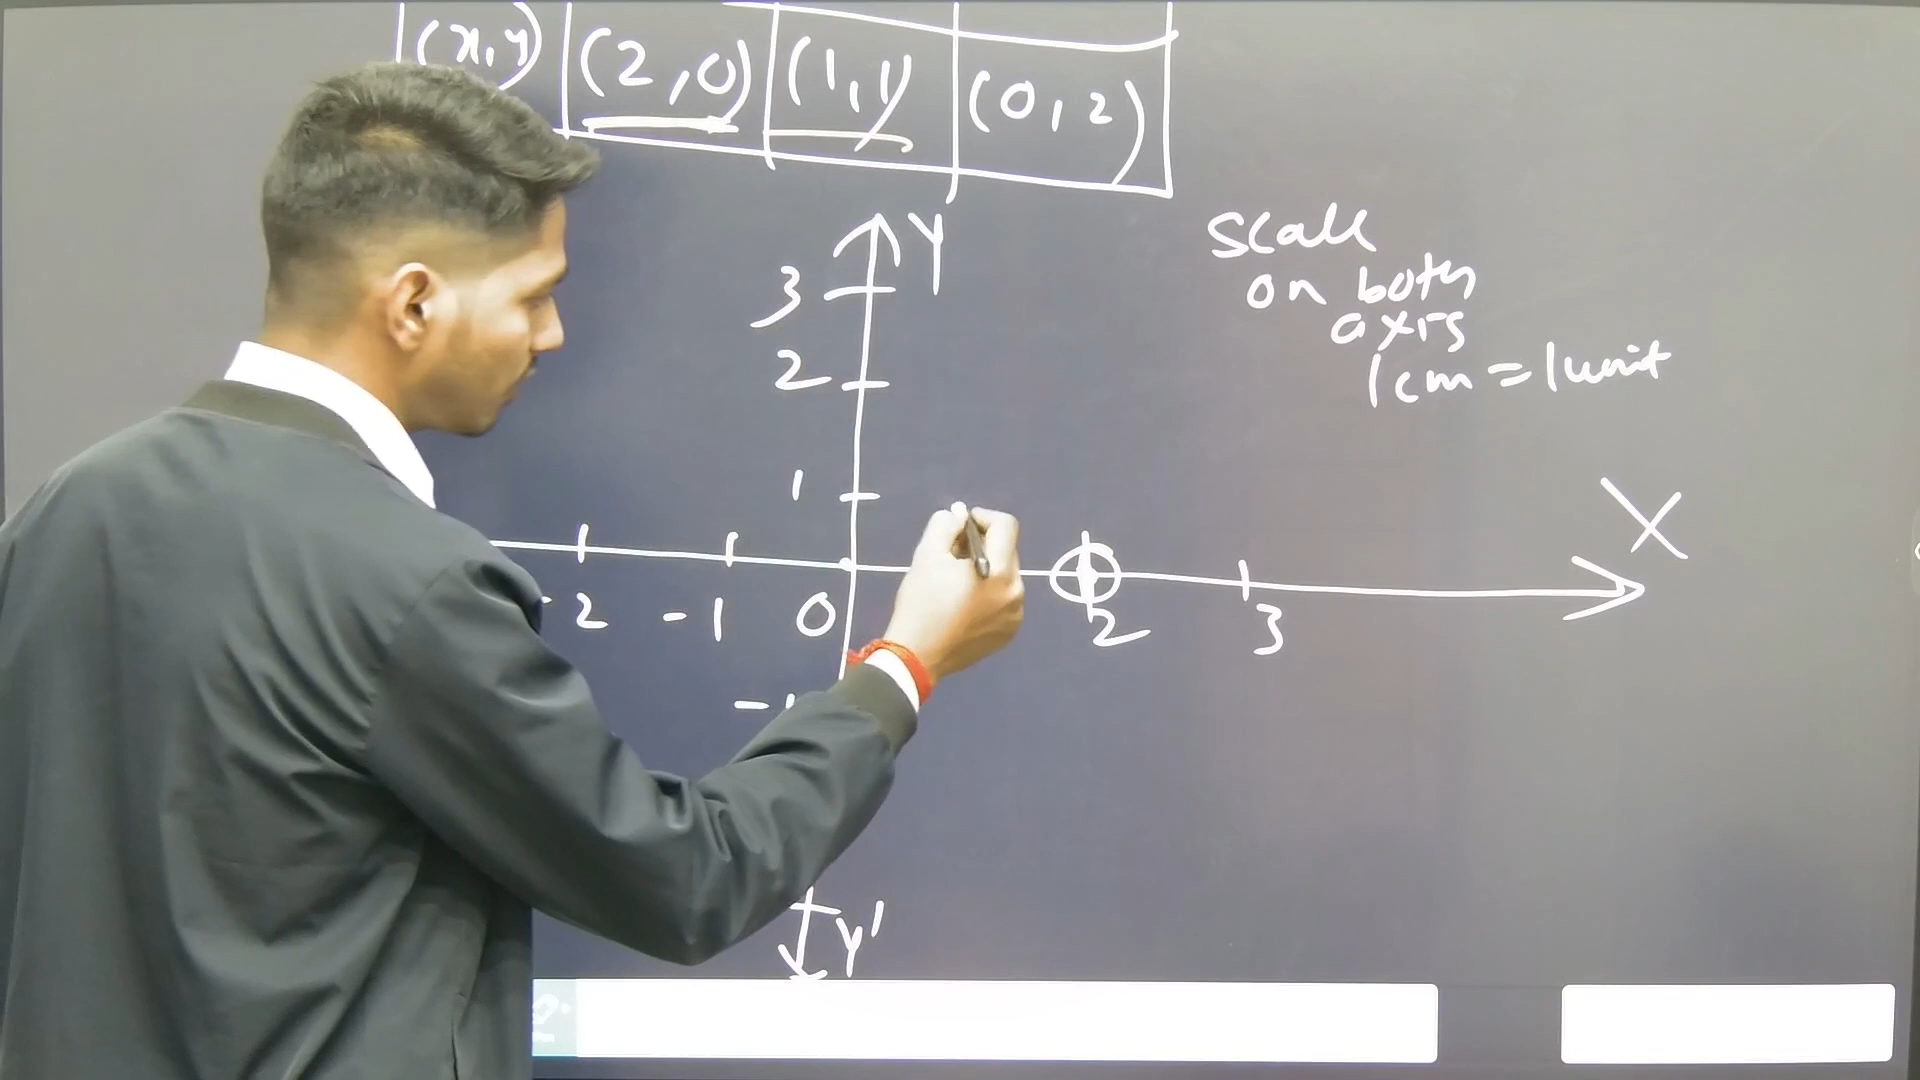 (x,y) (2,0) (1,1) (0,2)
Y
Scale
on both
axis
1cm = 1unit
3
2
1
X
-2 -1 0 2 3
Y'